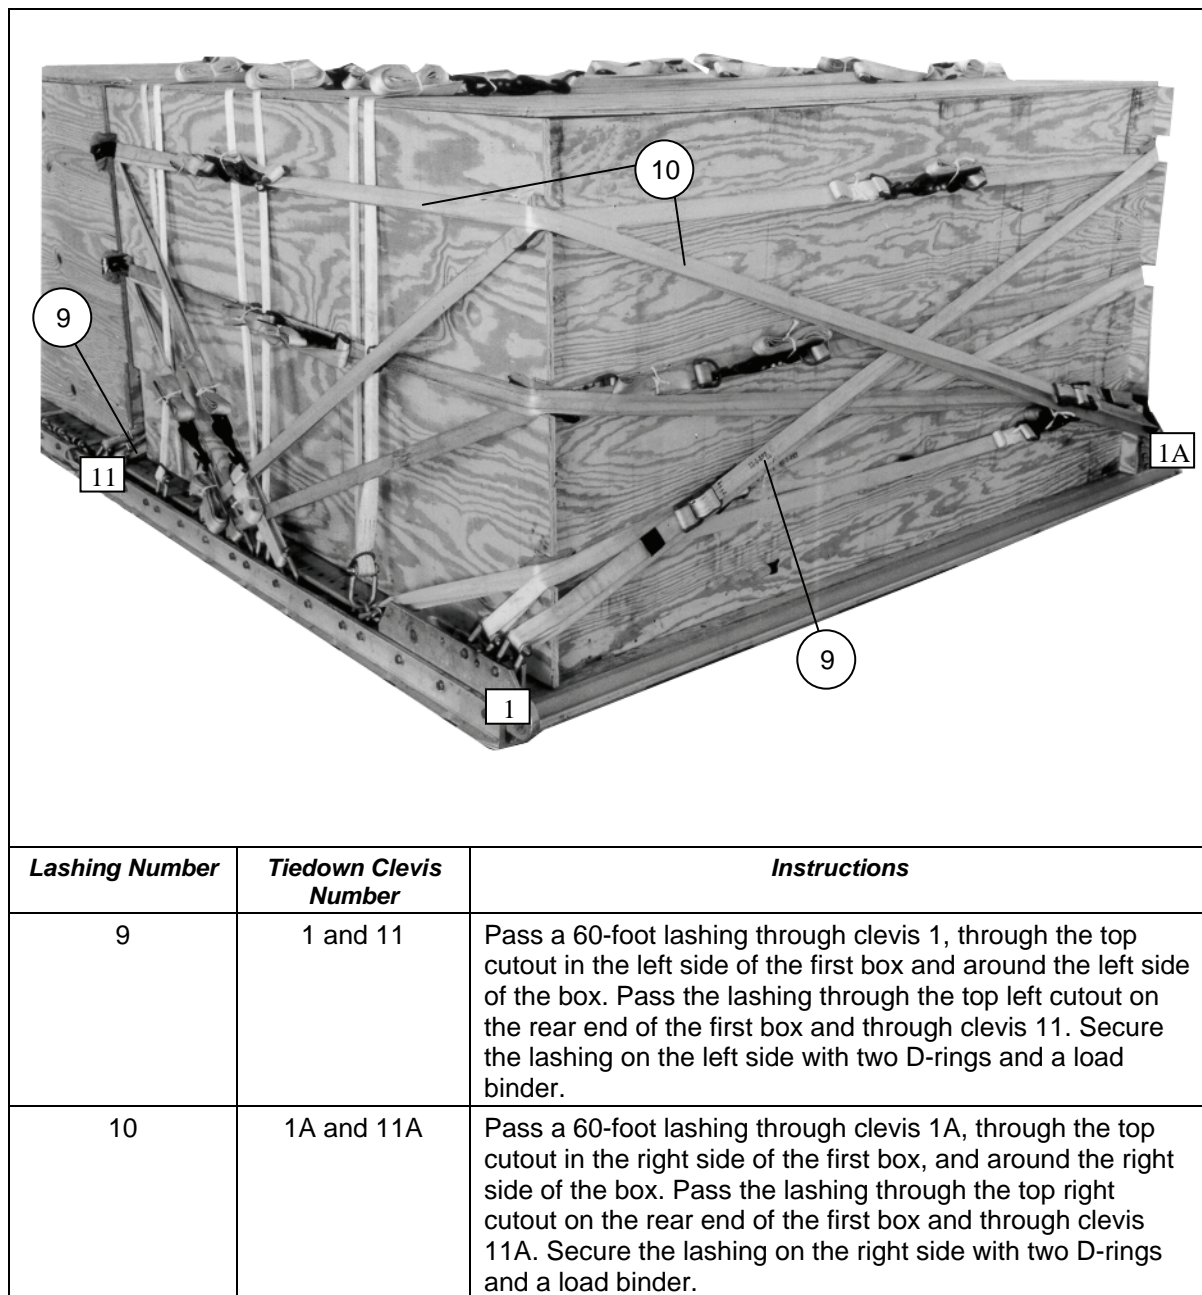 10
9
11
1A
9
1
Lashing Number
Tiedown Clevis
Number
Instructions
9
1 and 11
Pass a 60-foot lashing through clevis 1, through the top
cutout in the left side of the first box and around the left side
of the box. Pass the lashing through the top left cutout on
the rear end of the first box and through clevis 11. Secure
the lashing on the left side with two D-rings and a load
binder.
10
1A and 11A
Pass a 60-foot lashing through clevis 1A, through the top
cutout in the right side of the first box, and around the right
side of the box. Pass the lashing through the top right
cutout on the rear end of the first box and through clevis
11A. Secure the lashing on the right side with two D-rings
and a load binder.